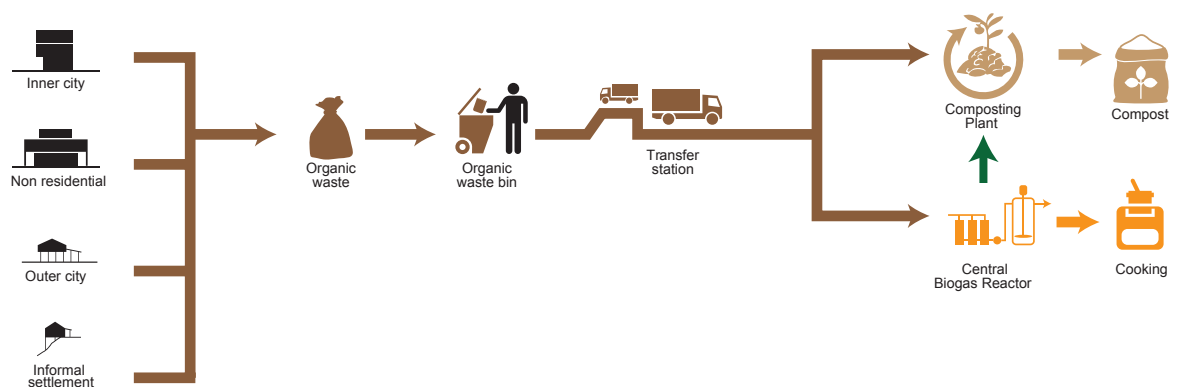 Inner city
Non residential
Outer city
Informal
settlement
Organic
waste
Organic
waste bin
Transfer
station
Composting
Plant
Compost
Central
Biogas Reactor
Cooking